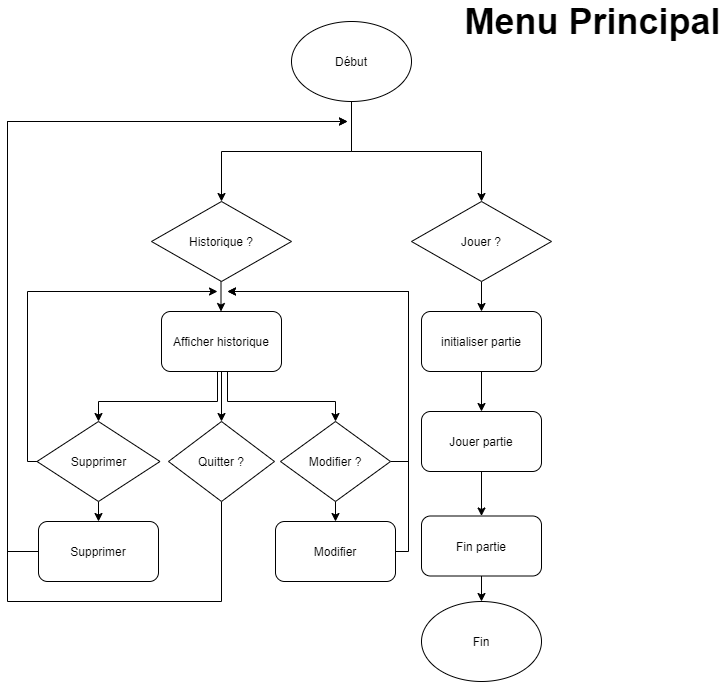 Menu Principal
Début
Historique ?
Jouer ?
Afficher historique
initialiser partie
Jouer partie
Supprimer
Quitter ?
Modifier ?
Supprimer
Modifier
Fin partie
Fin